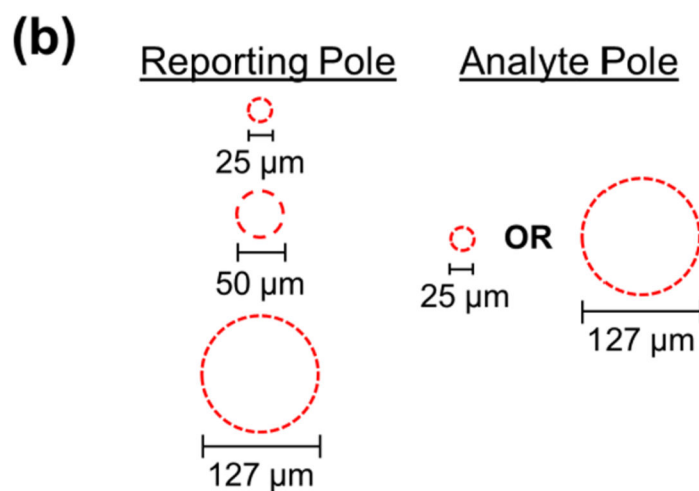 (b)
Reporting Pole
Analyte Pole
25 µm
50 µm
127 µm
25 µm
OR
127 µm